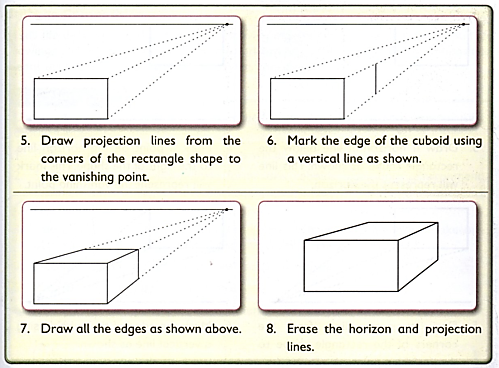 5. Draw projection lines from the
corners of the rectangle shape to
the vanishing point.
6. Mark the edge of the cuboid using
a vertical line as shown.
7. Draw all the edges as shown above.
8. Erase the horizon and projection
lines.